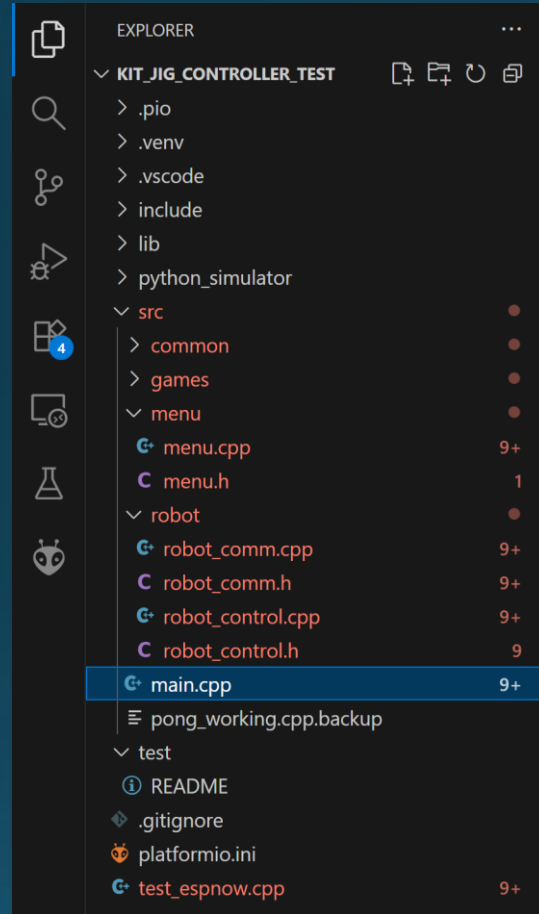 EXPLORER
KIT_JIG_CONTROLLER_TEST
.pio
.venv
.vscode
include
lib
python_simulator
src
common
games
menu
menu.cpp 9+
menu.h 1
robot
robot_comm.cpp 9+
robot_comm.h 9+
robot_control.cpp 9+
robot_control.h 9
main.cpp 9+
pong_working.cpp.backup
test
README
.gitignore
platformio.ini
test_espnow.cpp 9+
4